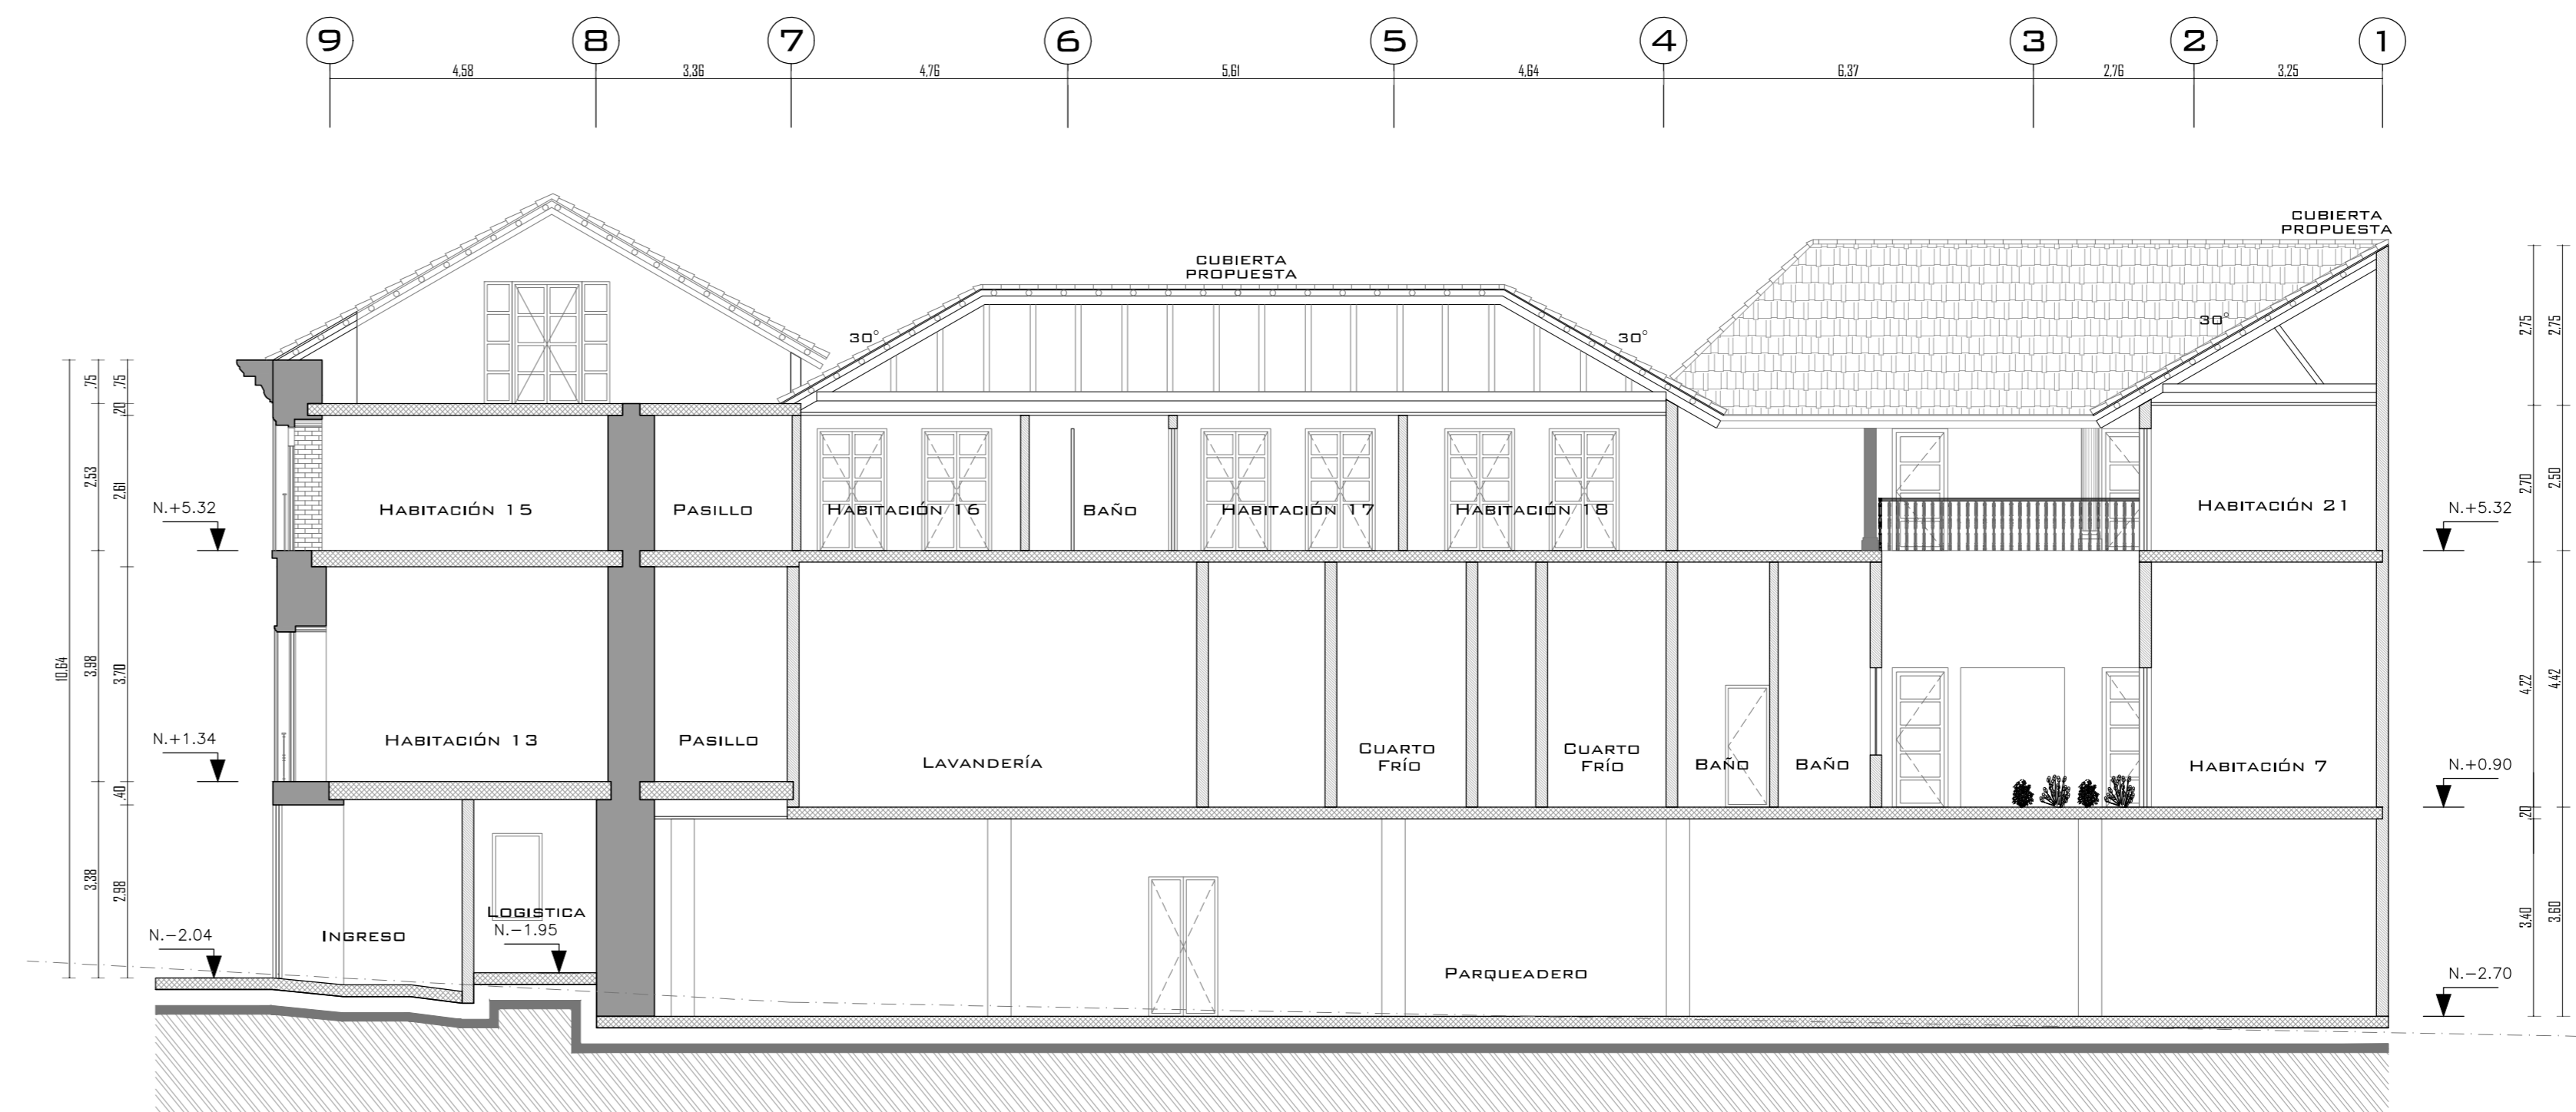 9 8 7 6 5 4 3 2 1
4,58 3,36 4,76 5,61 4,64 6,37 2,76 3,25
CUBIERTA
PROPUESTA
CUBIERTA
PROPUESTA
30°
30°
30°
,75 ,75
,20
2,53
2,61
2,75 2,75
2,70 2,50
N.+5.32
HABITACIÓN 15
PASILLO
HABITACIÓN 16
BAÑO
HABITACIÓN 17
HABITACIÓN 18
HABITACIÓN 21
N.+5.32
10,64
3,98
3,70
4,22 4,42
N.+1.34
HABITACIÓN 13
PASILLO
LAVANDERÍA
CUARTO
FRÍO
CUARTO
FRÍO
BAÑO
BAÑO
HABITACIÓN 7
N.+0.90
,40
,20
3,38
2,98
3,40 3,60
LOGISTICA
N.-1.95
N.-2.04
INGRESO
PARQUEADERO
N.-2.70